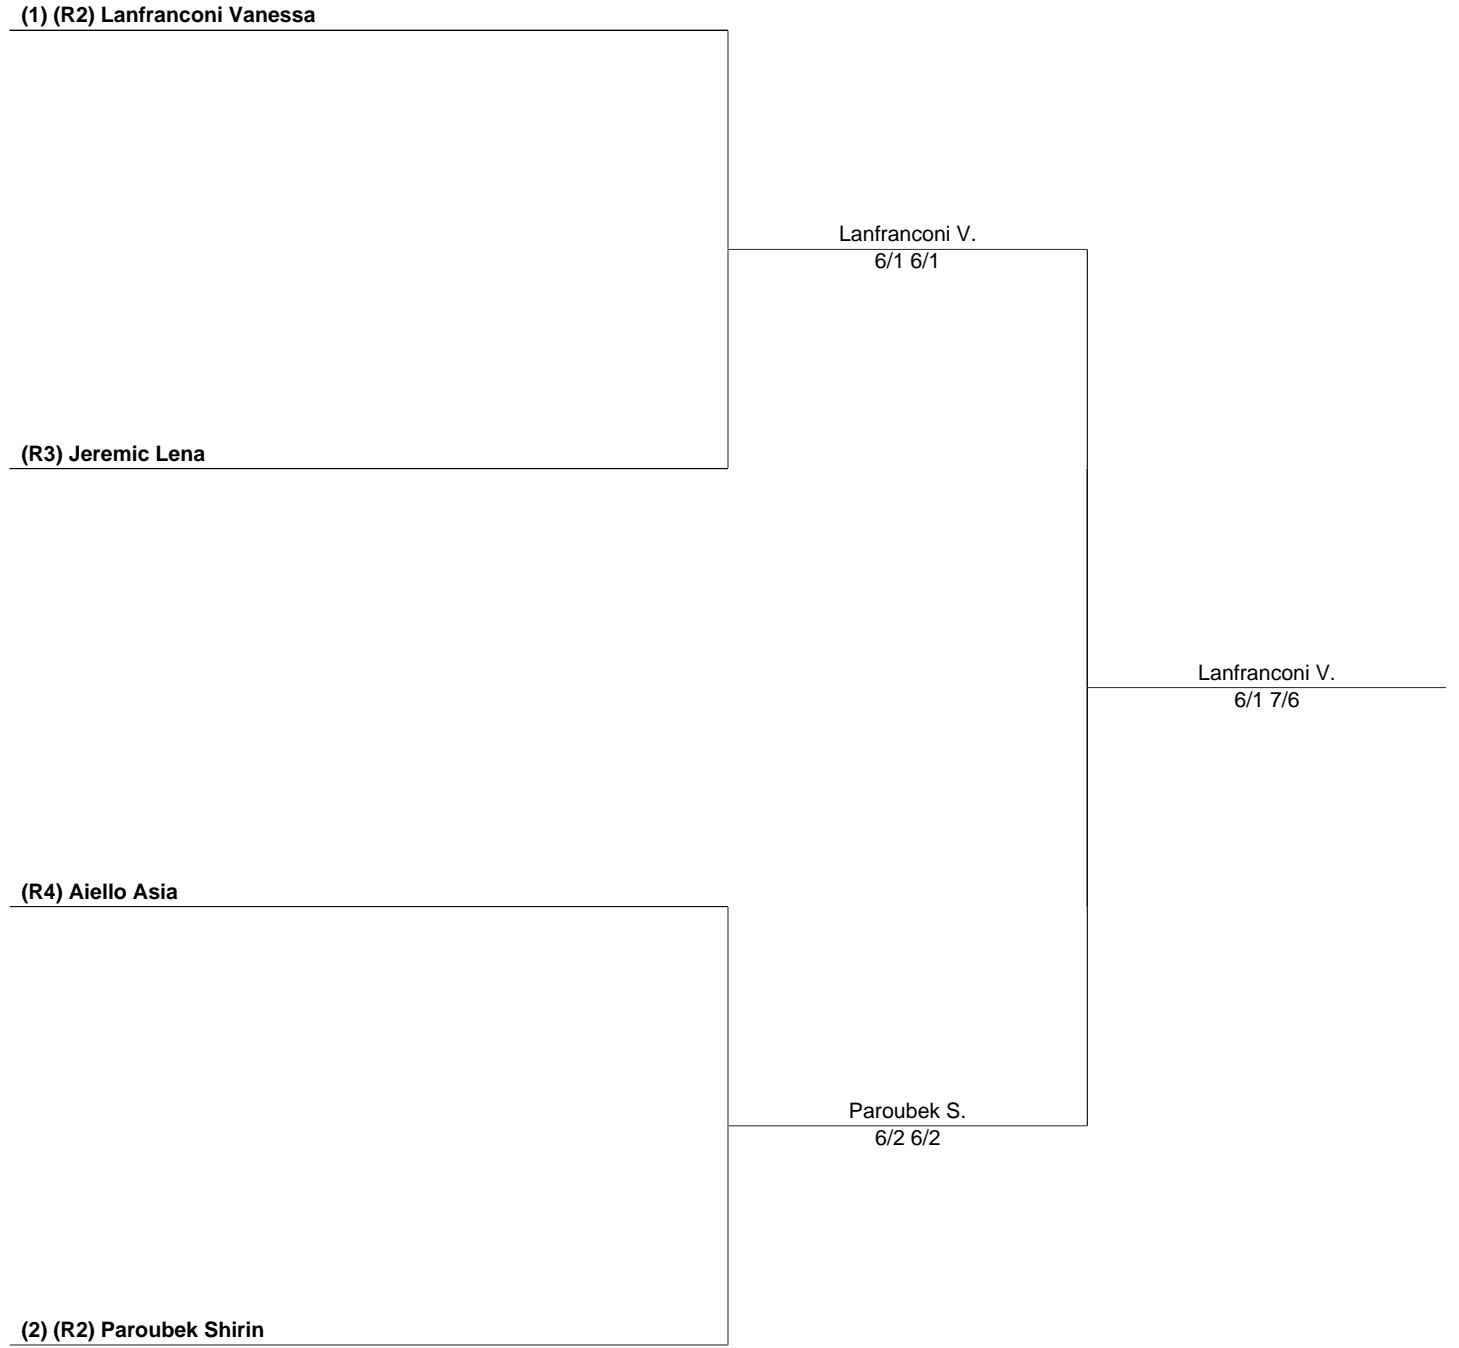 (1) (R2) Lanfranconi Vanessa
Lanfranconi V.
6/1 6/1
(R3) Jeremic Lena
Lanfranconi V.
6/1 7/6
(R4) Aiello Asia
Paroubek S.
6/2 6/2
(2) (R2) Paroubek Shirin